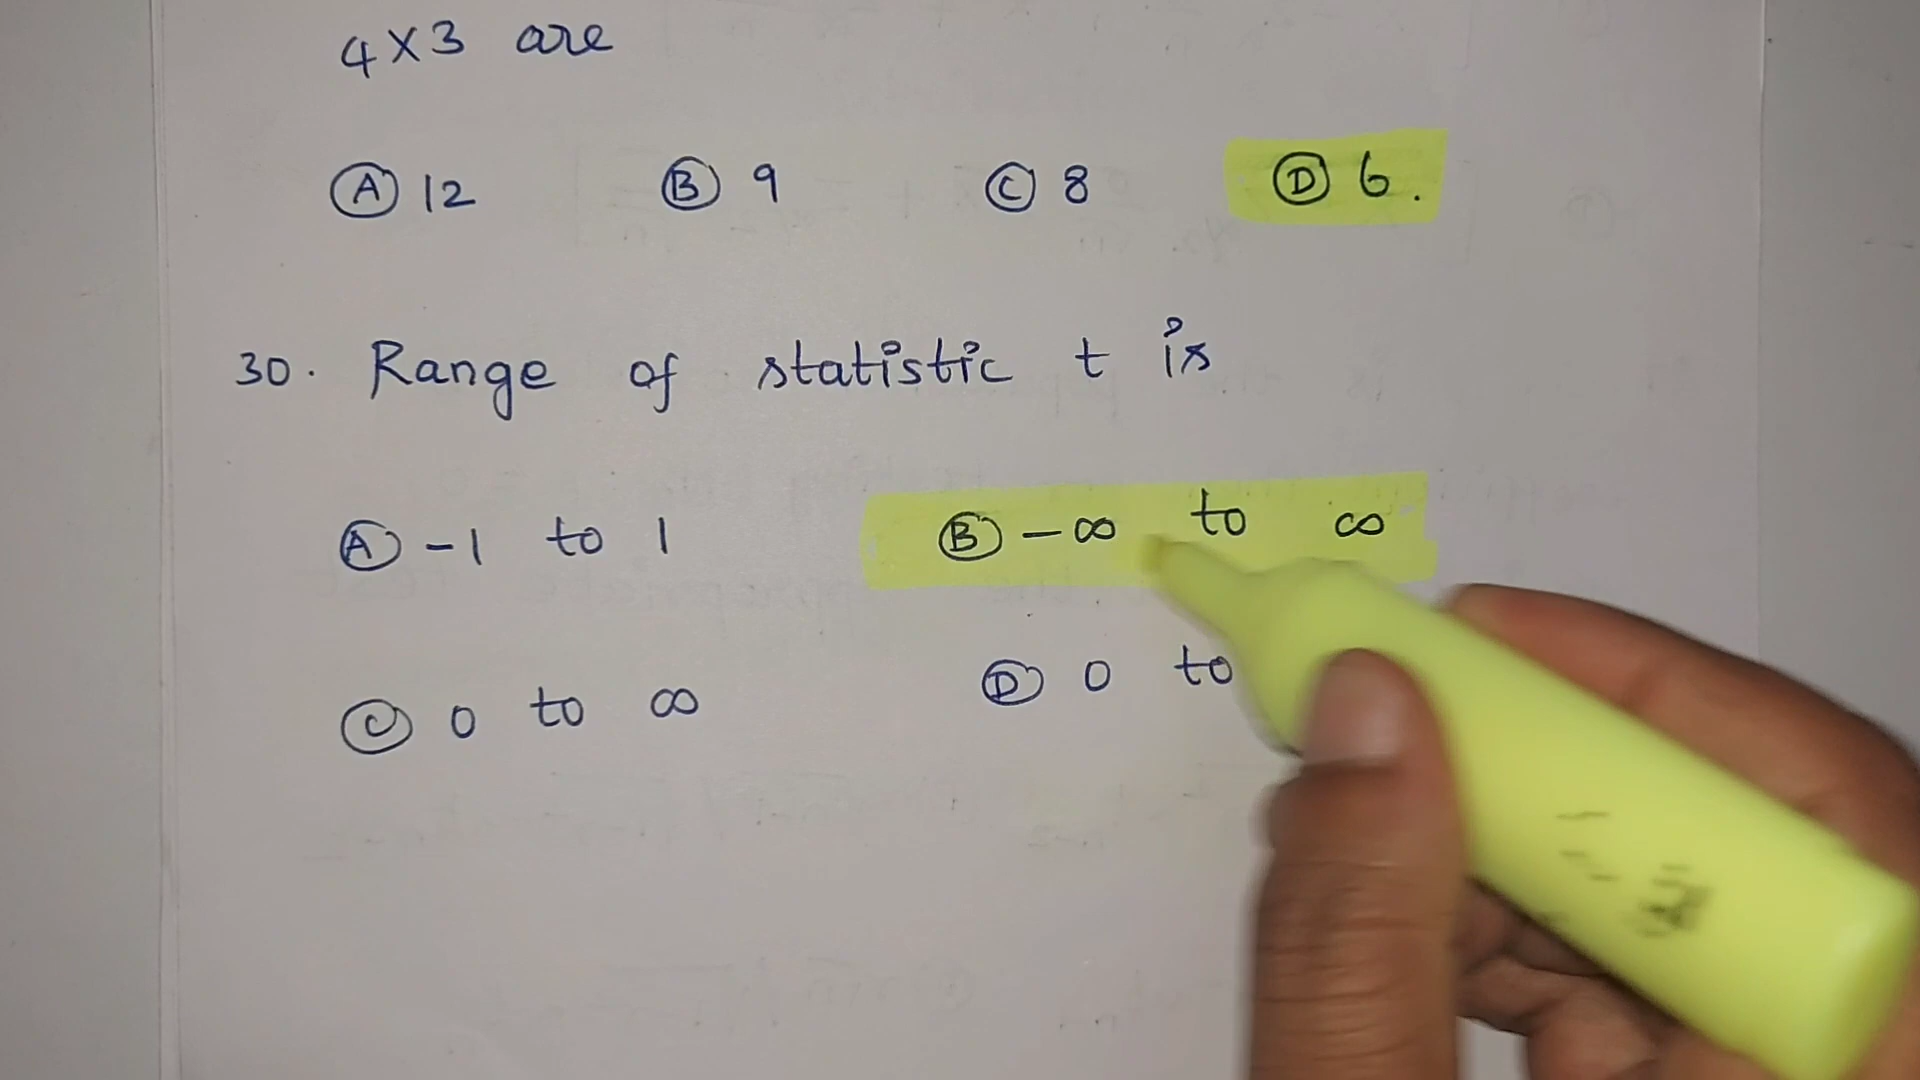 4×3 are
Ⓐ 12 Ⓑ 9 Ⓒ 8 Ⓓ 6.
30. Range of statistic t is
Ⓐ -1 to 1 Ⓑ -∞ to ∞
Ⓒ 0 to ∞ Ⓓ 0 to